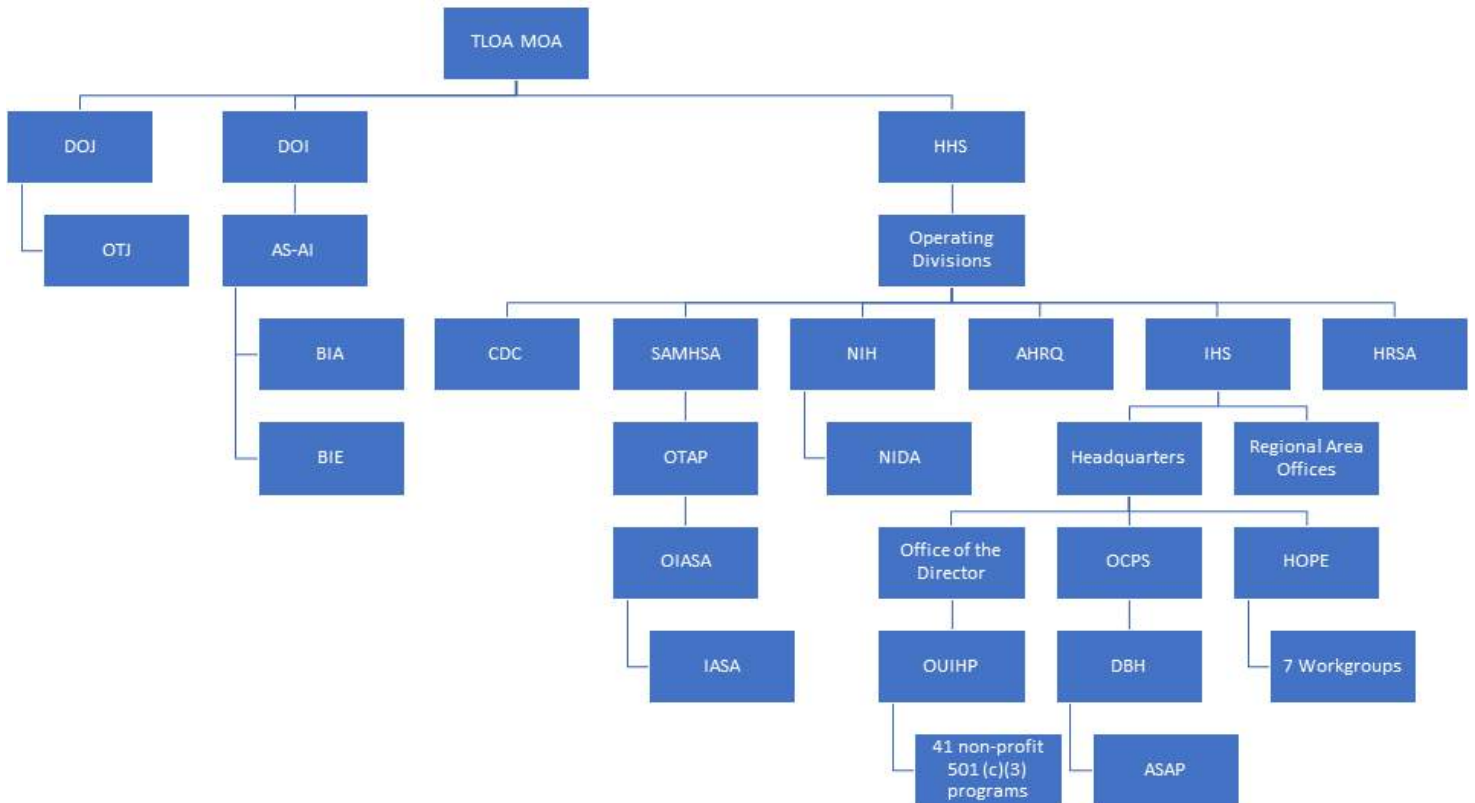 TLOA MOA
DOJ
DOI
HHS
OTJ
AS-AI
Operating
Divisions
BIA
CDC
SAMHSA
NIH
AHRQ
IHS
HRSA
BIE
OTAP
NIDA
Headquarters
Regional Area
Offices
OIASA
Office of the
Director
OCPS
HOPE
IASA
OUIHP
DBH
7 Workgroups
41 non-profit
501 (c)(3)
programs
ASAP